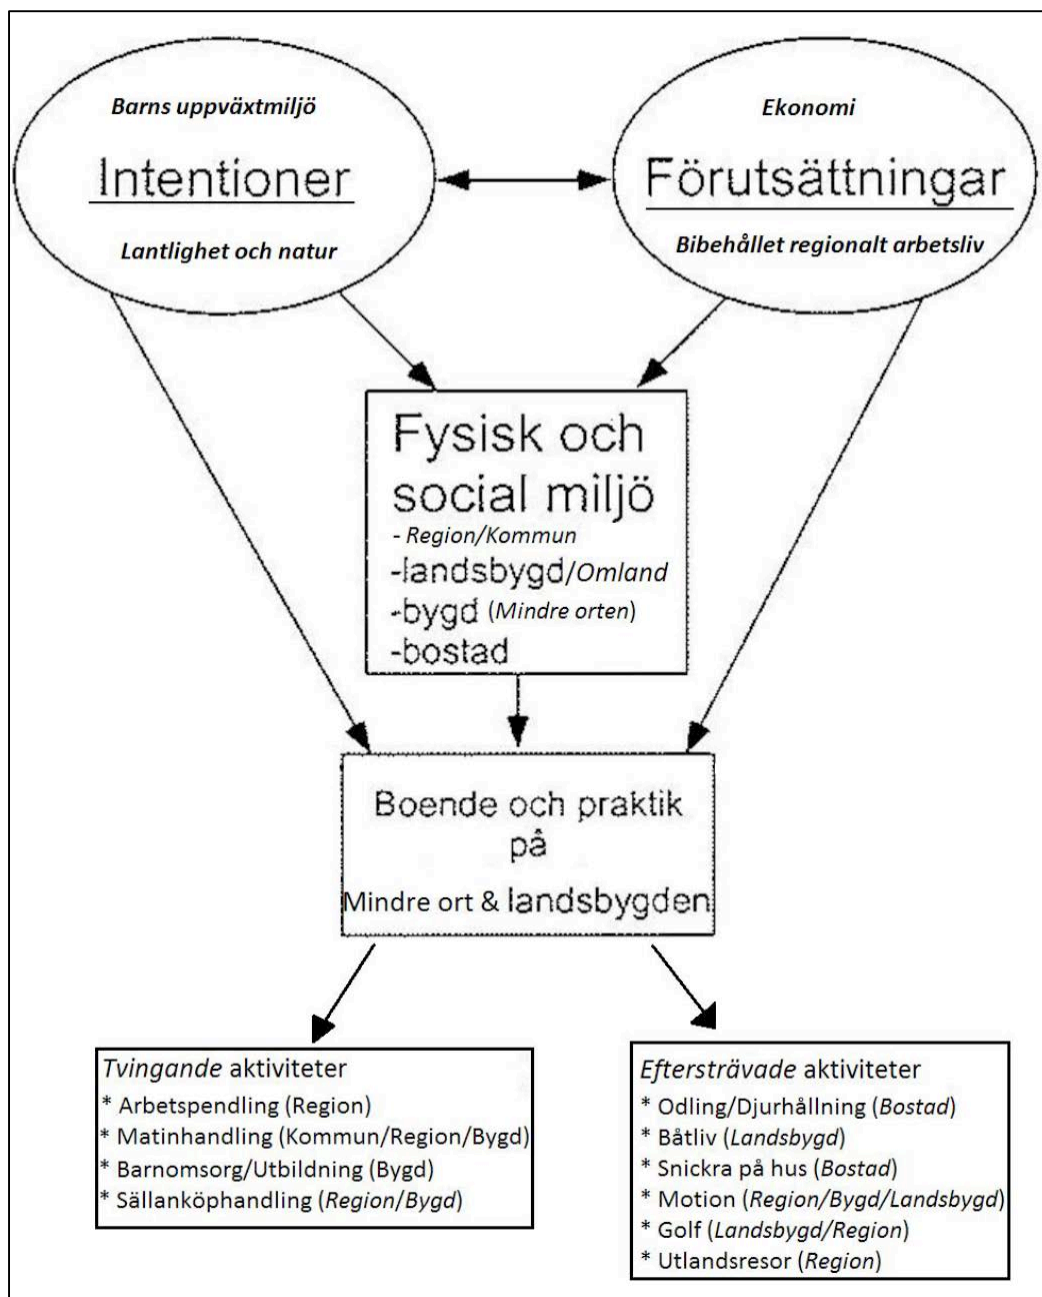 Barns uppväxtmiljö
Intentioner
Lantlighet och natur
Ekonomi
Förutsättningar
Bibehållet regionalt arbetsliv
Fysisk och
social miljö
- Region/Kommun
-landsbygd/Omland
-bygd (Mindre orten)
-bostad
Boende och praktik
på
Mindre ort & landsbygden
Tvingande aktiviteter
* Arbetspendling (Region)
* Matinhandling (Kommun/Region/Bygd)
* Barnomsorg/Utbildning (Bygd)
* Sällanköphandling (Region/Bygd)
Eftersträvade aktiviteter
* Odling/Djurhållning (Bostad)
* Båtliv (Landsbygd)
* Snickra på hus (Bostad)
* Motion (Region/Bygd/Landsbygd)
* Golf (Landsbygd/Region)
* Utlandsresor (Region)